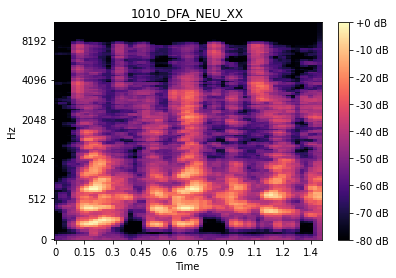 1010_DFA_NEU_XX
8192
4096
2048
1024
512
0
Hz
0 0.15 0.3 0.45 0.6 0.75 0.9 1.1 1.2 1.4
Time
+0 dB
-10 dB
-20 dB
-30 dB
-40 dB
-50 dB
-60 dB
-70 dB
-80 dB